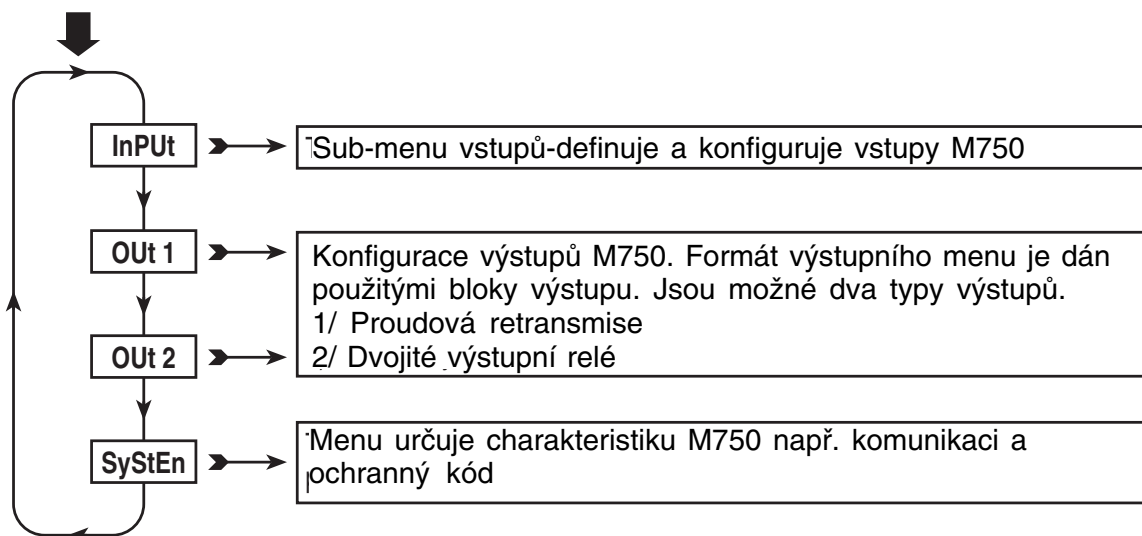 InPUt
Sub-menu vstupů-definuje a konfiguruje vstupy M750
OUt 1
Konfigurace výstupů M750. Formát výstupního menu je dán
použitými bloky výstupu. Jsou možné dva typy výstupů.
1/ Proudová retransmise
OUt 2
2/ Dvojité výstupní relé
SyStEn
Menu určuje charakteristiku M750 např. komunikaci a
ochranný kód